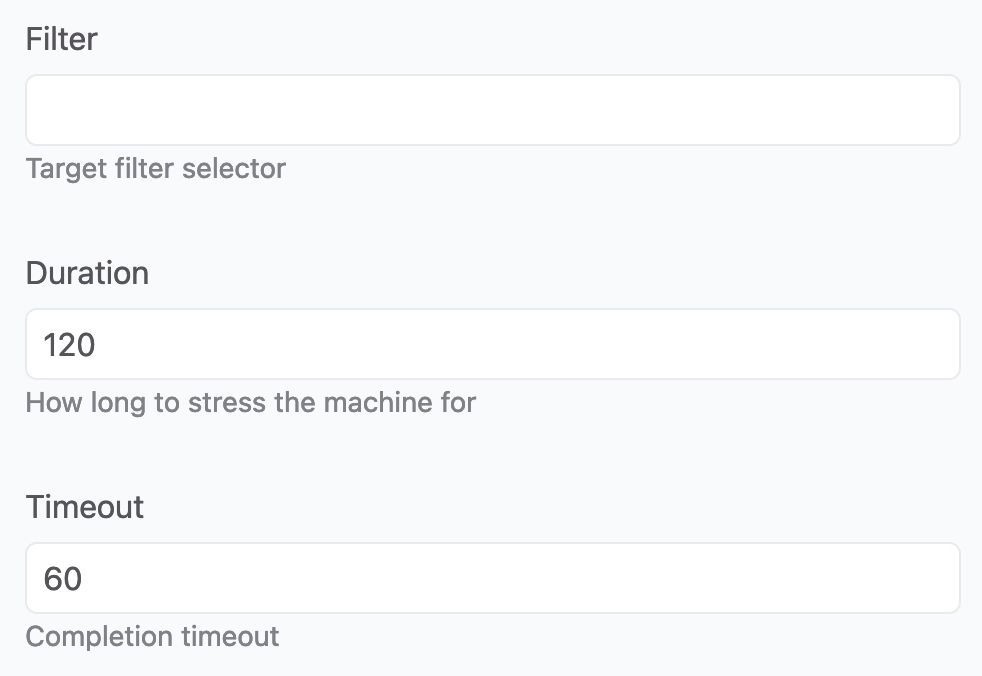 Filter
Target filter selector
Duration
120
How long to stress the machine for
Timeout
60
Completion timeout